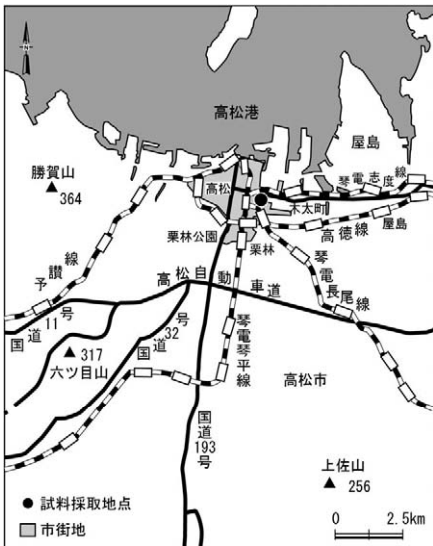 N
高松港
屋島
勝賀山
▲364
高松
琴電志度線
木太町
栗林公園
栗林
高徳線
屋島
予讃線
高松自動車道
琴電長尾線
国道11号
国道32号
▲317
六ツ目山
琴電琴平線
高松市
国道193号
上佐山
▲256
●試料採取地点
市街地
0 2.5km